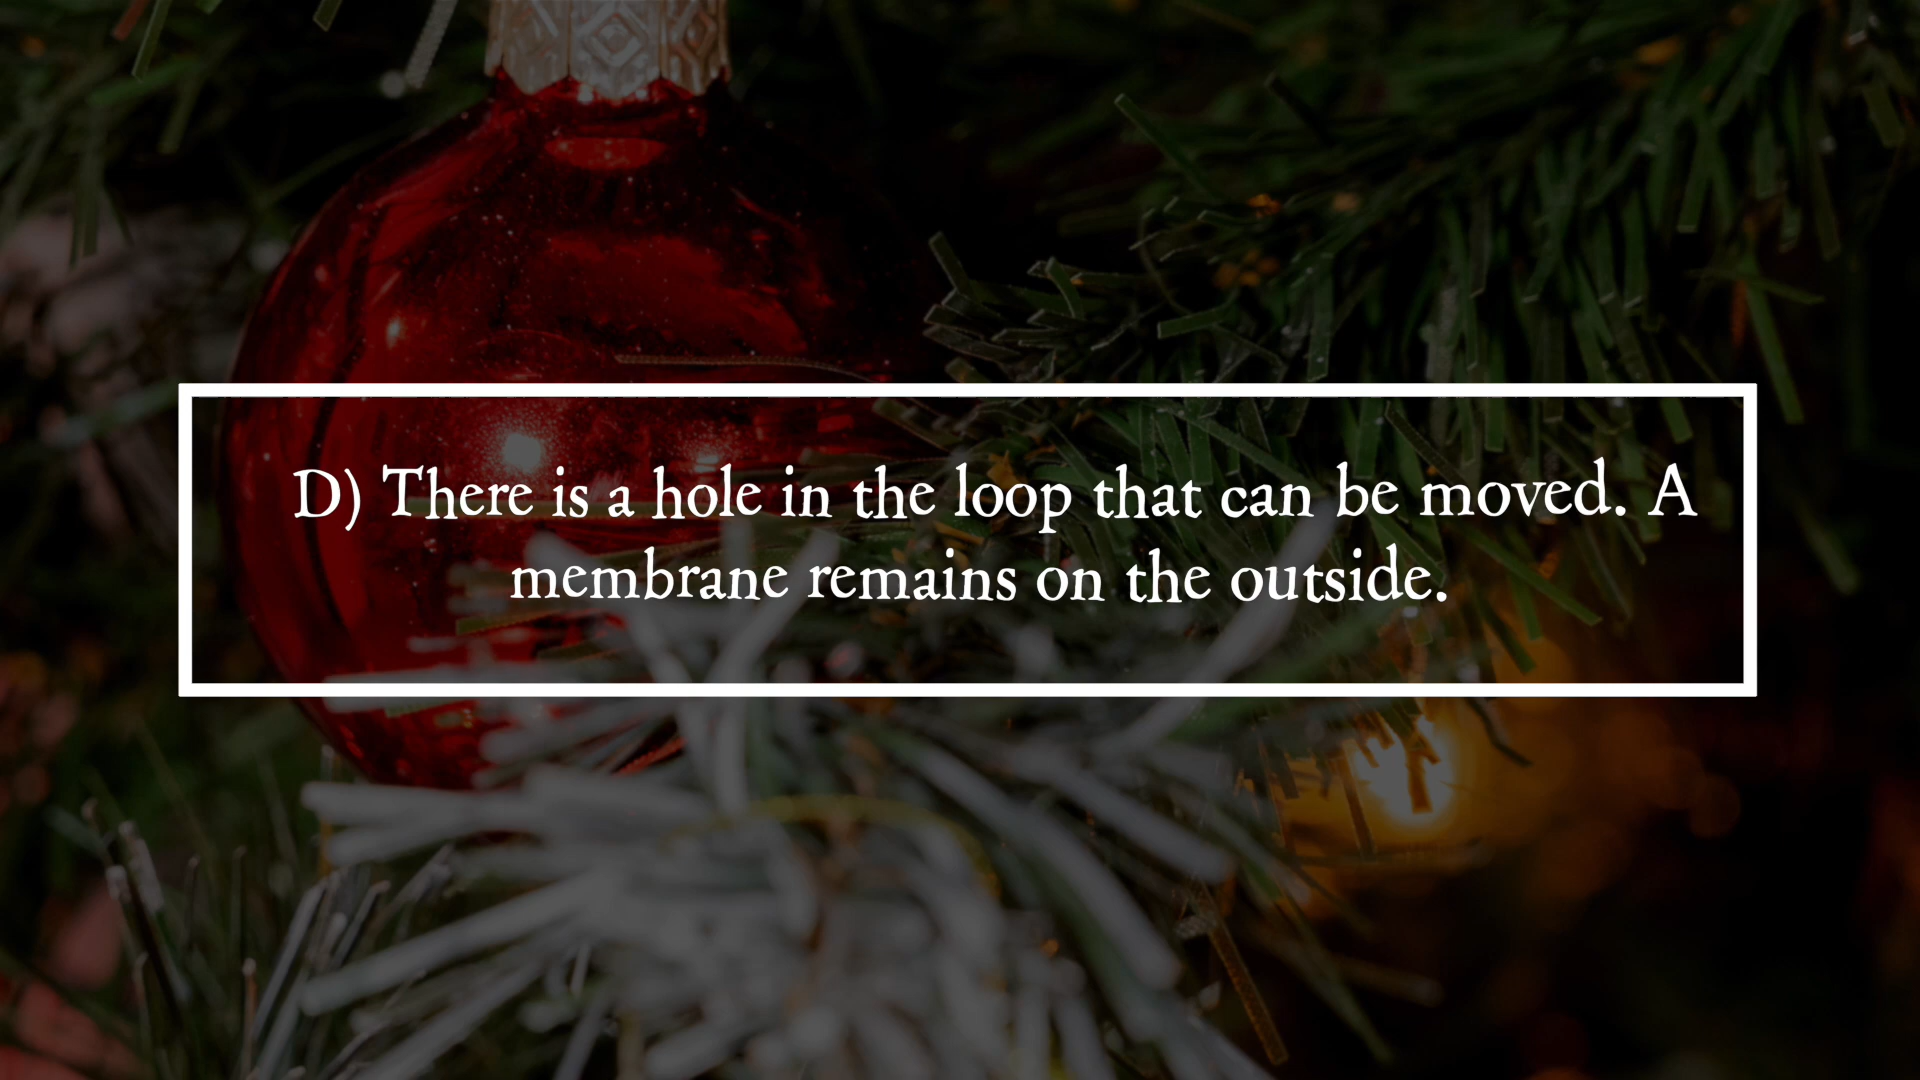 D) There is a hole in the loop that can be moved. A
membrane remains on the outside.